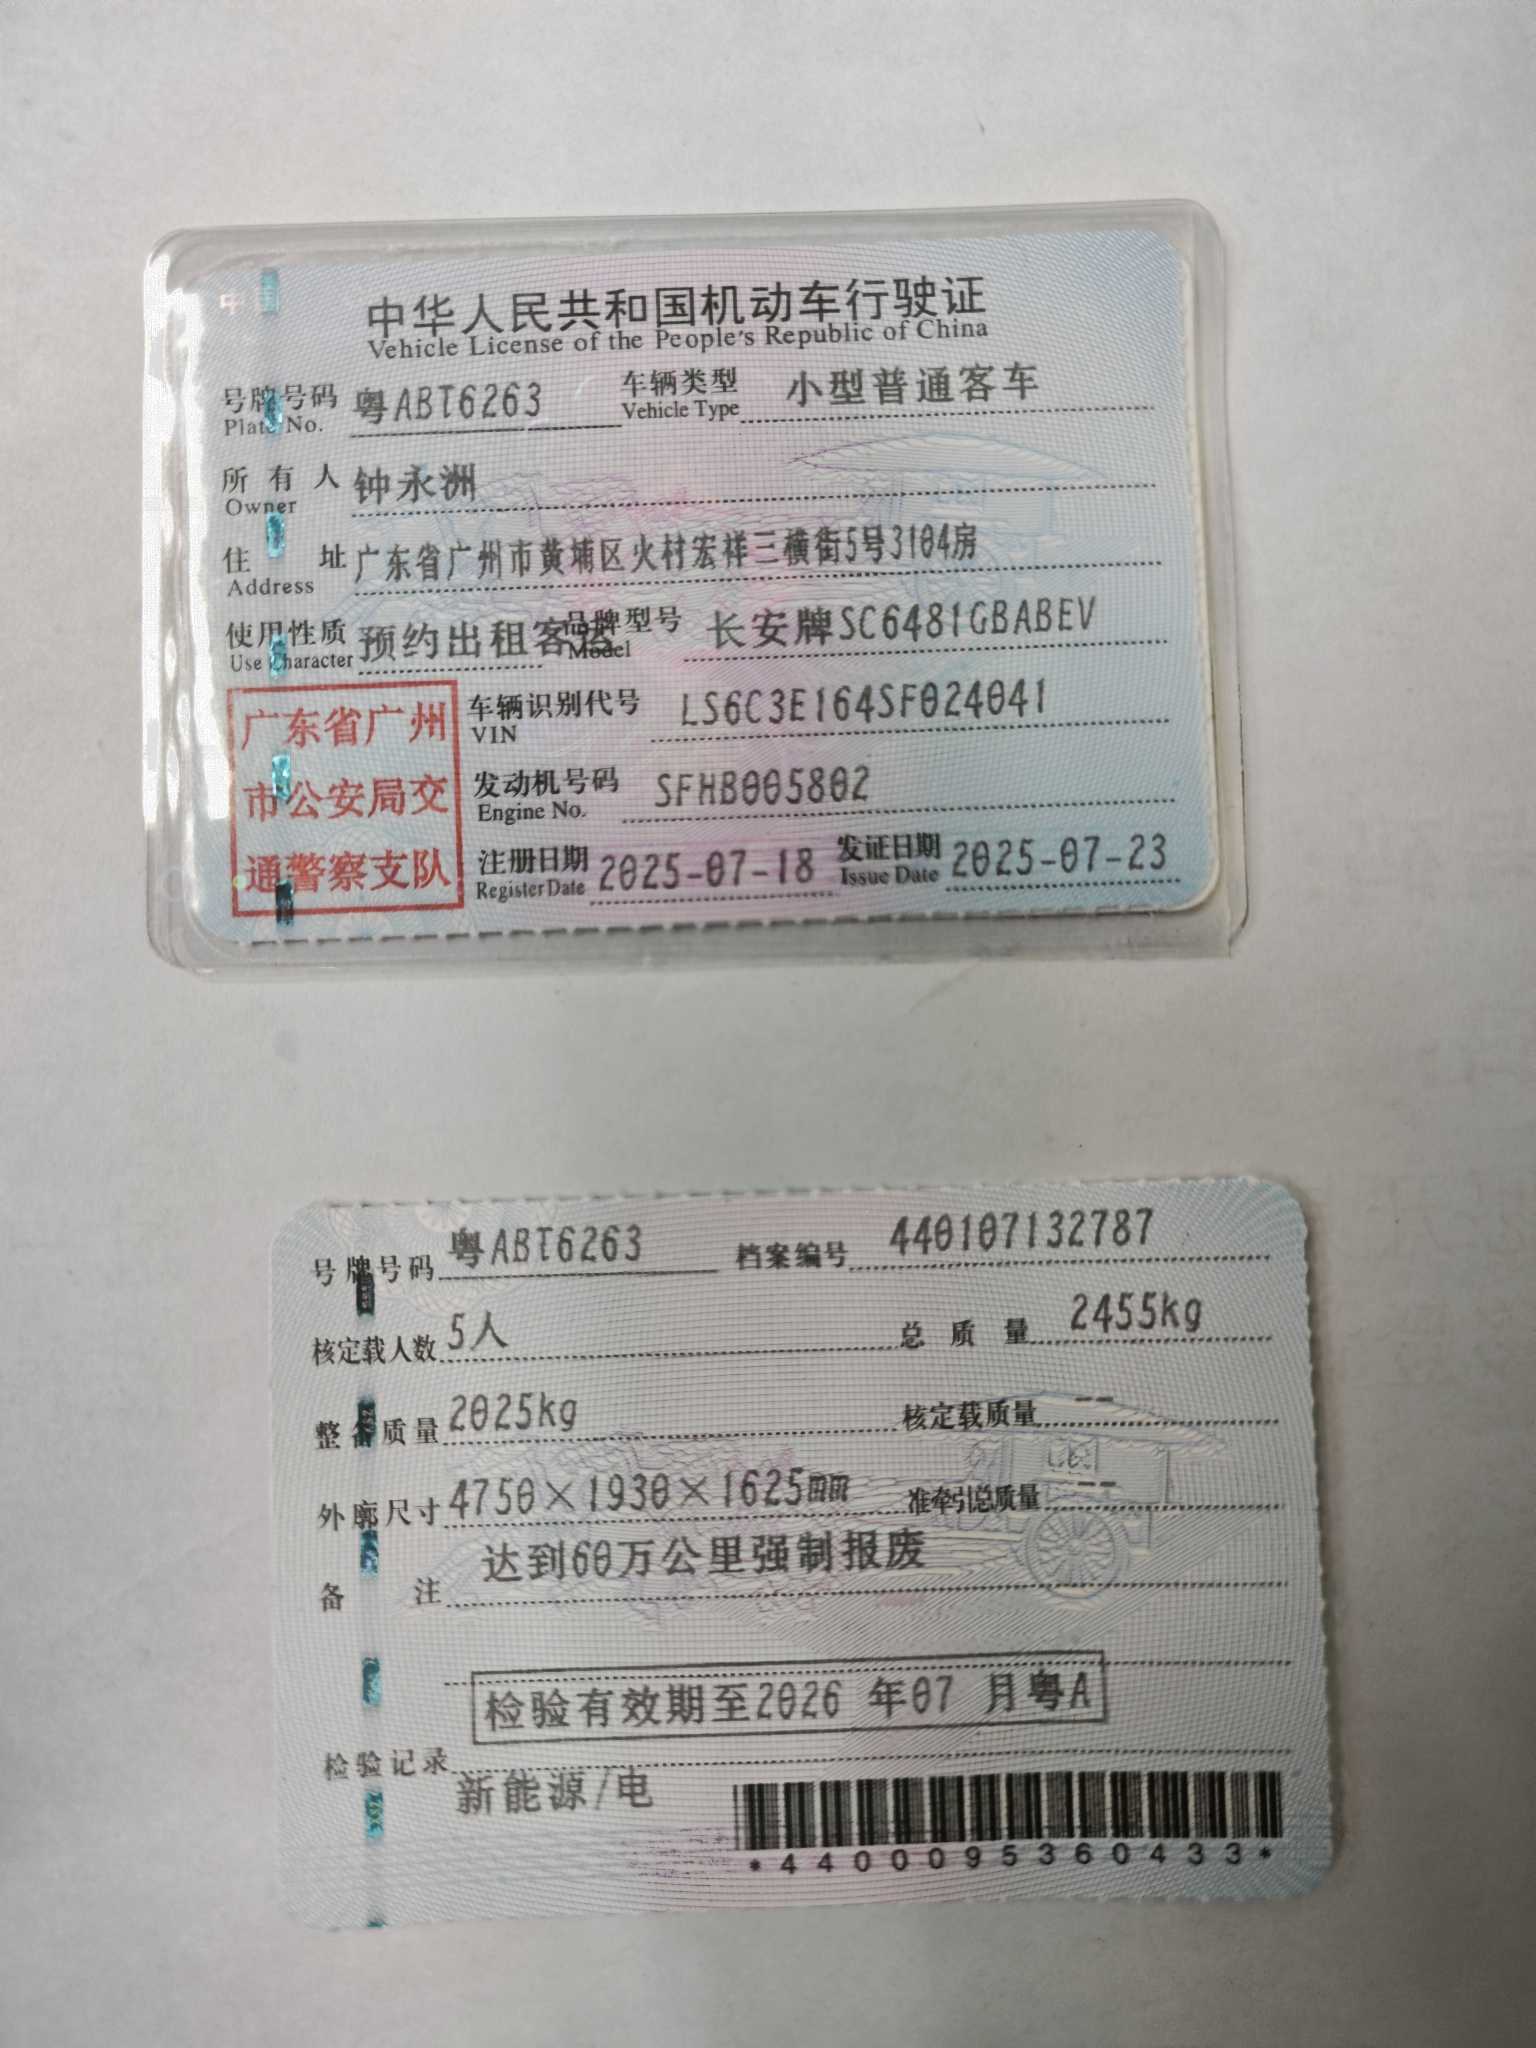 中国
中华人民共和国机动车行驶证
Vehicle License of the People's Republic of China
号牌号码 粤ABT6263 车辆类型 小型普通客车
Plate No. Vehicle Type
所有人 钟永洲
Owner
住址 广东省广州市黄埔区火村宏祥三横街5号3104房
Address
使用性质 预约出租客运 品牌型号 长安牌SC6481GBABEV
Use Character Model
广东省广州
市公安局交
通警察支队
车辆识别代号 LS6C3E164SF024041
VIN
发动机号码 SFHB005802
Engine No.
注册日期 2025-07-18 发证日期 2025-07-23
Register Date Issue Date
号牌号码 粤ABT6263 档案编号 440107132787
核定载人数 5人 总质量 2455kg
整备质量 2025kg 核定载质量 --
外廓尺寸 4750×1930×1625mm 准牵引总质量 --
备注 达到60万公里强制报废
检验有效期至2026 年07 月粤A
检验记录
新能源/电
*4400095360433*